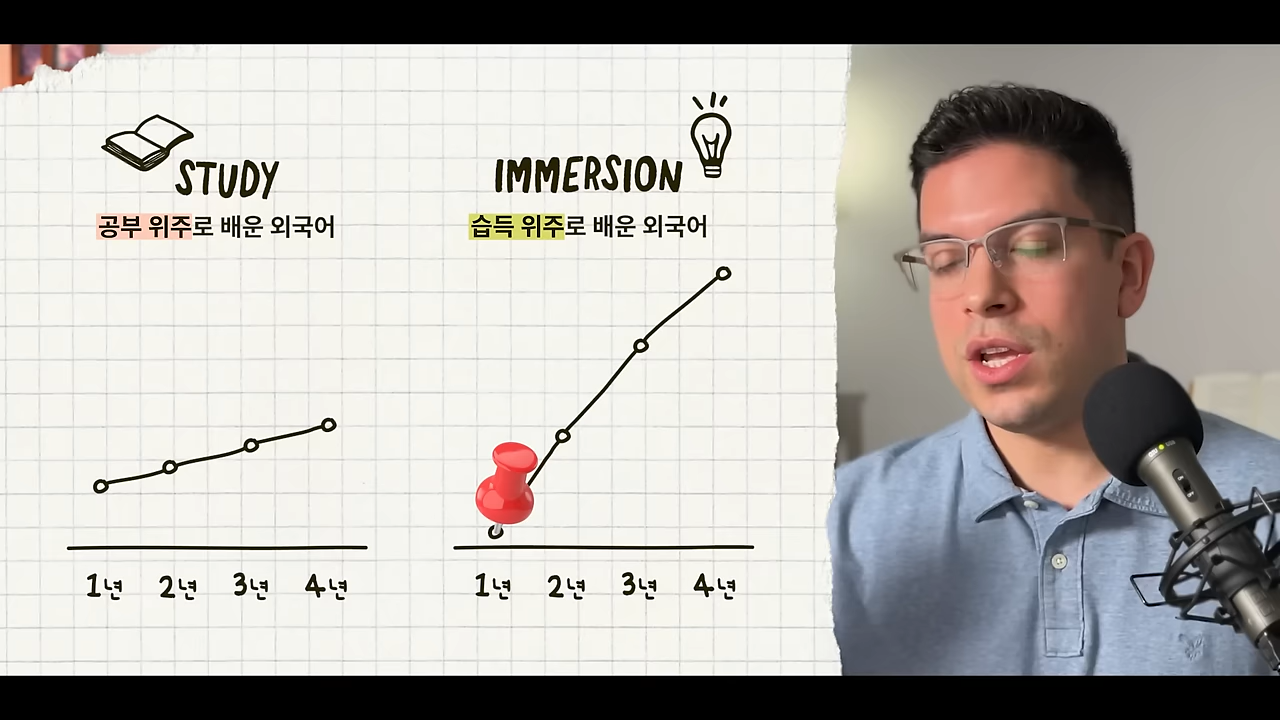 STUDY
공부 위주로 배운 외국어
1년 2년 3년 4년
IMMERSION
습득 위주로 배운 외국어
1년 2년 3년 4년